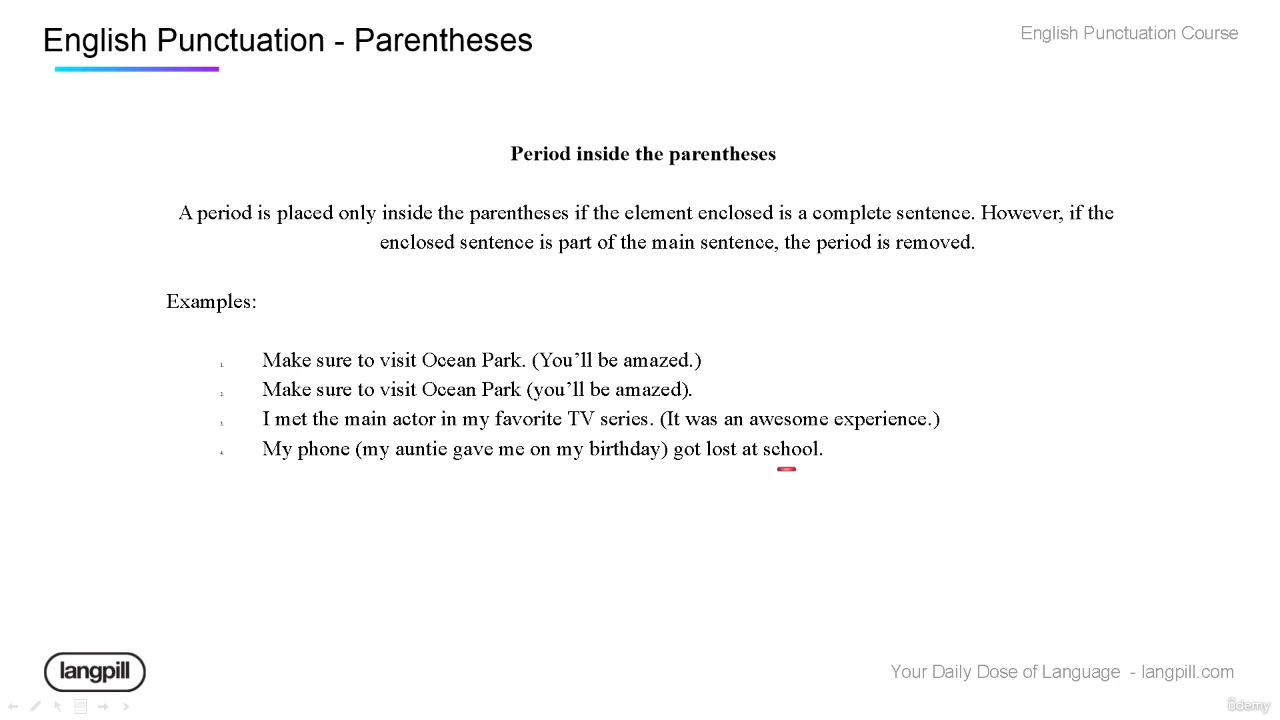 English Punctuation - Parentheses
English Punctuation Course
Period inside the parentheses
A period is placed only inside the parentheses if the element enclosed is a complete sentence. However, if the
enclosed sentence is part of the main sentence, the period is removed.
Examples:
1. Make sure to visit Ocean Park. (You’ll be amazed.)
2. Make sure to visit Ocean Park (you’ll be amazed).
3. I met the main actor in my favorite TV series. (It was an awesome experience.)
4. My phone (my auntie gave me on my birthday) got lost at school.
langpill
Your Daily Dose of Language - langpill.com
ûdemy